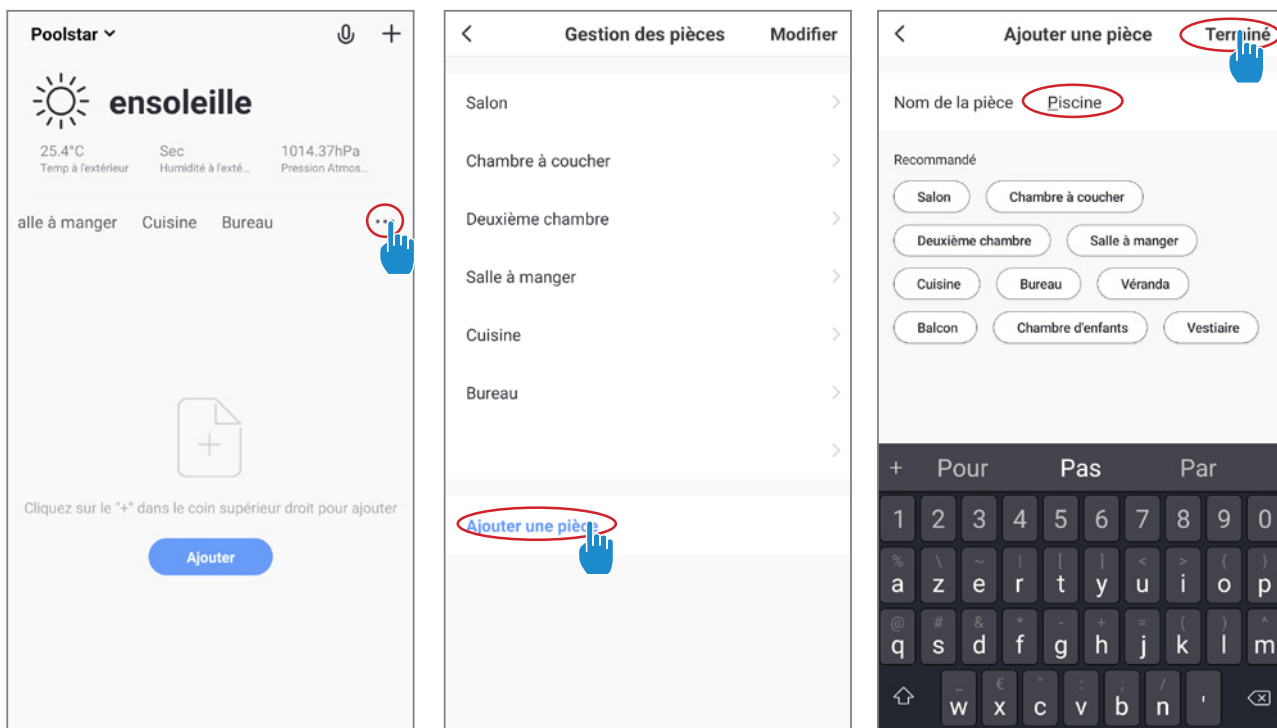 Poolstar
ensoleille
25.4°C Sec 1014.37hPa
Temp à l'extérieur Humidité à l'exté... Pression Atmos...
alle à manger Cuisine Bureau
Cliquez sur le "+" dans le coin supérieur droit pour ajouter
Ajouter
Gestion des pièces Modifier
Salon
Chambre à coucher
Deuxième chambre
Salle à manger
Cuisine
Bureau
Ajouter une pièce
Ajouter une pièce Terminé
Nom de la pièce Piscine
Recommandé
Salon Chambre à coucher
Deuxième chambre Salle à manger
Cuisine Bureau Véranda
Balcon Chambre d'enfants Vestiaire
+ Pour Pas Par
1 2 3 4 5 6 7 8 9 0
% \ ~ | [ ] < > { }
a z e r t y u i o p
@ # & * - + = ( ) ^
q s d f g h j k l m
_ € " : ; /
w x c v b n '